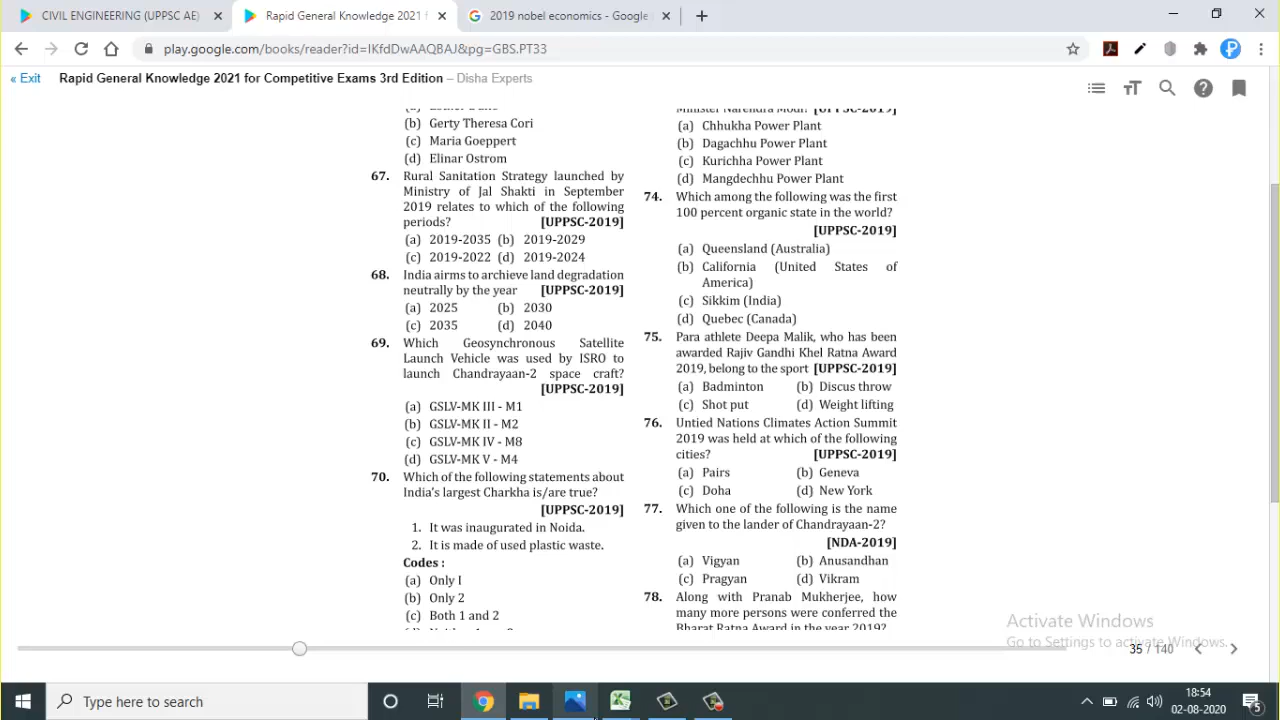 CIVIL ENGINEERING (UPPSC AE)
Rapid General Knowledge 2021 f
2019 nobel economics - Google
play.google.com/books/reader?id=IKfdDwAAQBAJ&pg=GBS.PT33
« Exit Rapid General Knowledge 2021 for Competitive Exams 3rd Edition – Disha Experts
(b) Gerty Theresa Cori
(c) Maria Goeppert
(d) Elinar Ostrom
67. Rural Sanitation Strategy launched by
Ministry of Jal Shakti in September
2019 relates to which of the following
periods? [UPPSC-2019]
(a) 2019-2035 (b) 2019-2029
(c) 2019-2022 (d) 2019-2024
68. India airms to archieve land degradation
neutrally by the year [UPPSC-2019]
(a) 2025 (b) 2030
(c) 2035 (d) 2040
69. Which Geosynchronous Satellite
Launch Vehicle was used by ISRO to
launch Chandrayaan-2 space craft?
[UPPSC-2019]
(a) GSLV-MK III - M1
(b) GSLV-MK II - M2
(c) GSLV-MK IV - M8
(d) GSLV-MK V - M4
70. Which of the following statements about
India's largest Charkha is/are true?
[UPPSC-2019]
1. It was inaugurated in Noida.
2. It is made of used plastic waste.
Codes :
(a) Only I
(b) Only 2
(c) Both 1 and 2
Minister Narendra Modi? [UPPSC-2019]
(a) Chhukha Power Plant
(b) Dagachhu Power Plant
(c) Kurichha Power Plant
(d) Mangdechhu Power Plant
74. Which among the following was the first
100 percent organic state in the world?
[UPPSC-2019]
(a) Queensland (Australia)
(b) California (United States of
America)
(c) Sikkim (India)
(d) Quebec (Canada)
75. Para athlete Deepa Malik, who has been
awarded Rajiv Gandhi Khel Ratna Award
2019, belong to the sport [UPPSC-2019]
(a) Badminton (b) Discus throw
(c) Shot put (d) Weight lifting
76. Untied Nations Climates Action Summit
2019 was held at which of the following
cities? [UPPSC-2019]
(a) Pairs (b) Geneva
(c) Doha (d) New York
77. Which one of the following is the name
given to the lander of Chandrayaan-2?
[NDA-2019]
(a) Vigyan (b) Anusandhan
(c) Pragyan (d) Vikram
78. Along with Pranab Mukherjee, how
many more persons were conferred the
Bharat Ratna Award in the year 2019?
Activate Windows
Go to Settings to activate Windows.
35 / 140
Type here to search
18:54
02-08-2020
5